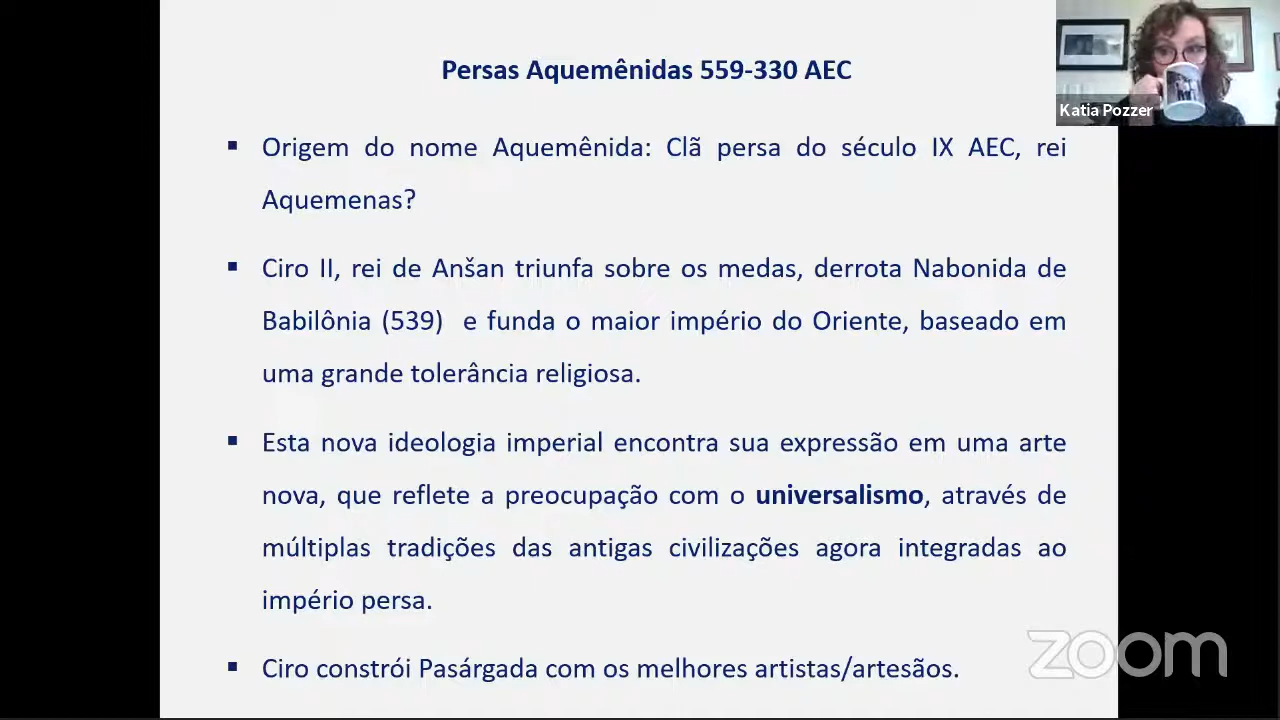 Persas Aquemênidas 559-330 AEC
Katia Pozzer
▪ Origem do nome Aquemênida: Clã persa do século IX AEC, rei
Aquemenas?
▪ Ciro II, rei de Anšan triunfa sobre os medas, derrota Nabonida de
Babilônia (539)  e funda o maior império do Oriente, baseado em
uma grande tolerância religiosa.
▪ Esta nova ideologia imperial encontra sua expressão em uma arte
nova, que reflete a preocupação com o universalismo, através de
múltiplas tradições das antigas civilizações agora integradas ao
império persa.
▪ Ciro constrói Pasárgada com os melhores artistas/artesãos.
zoom